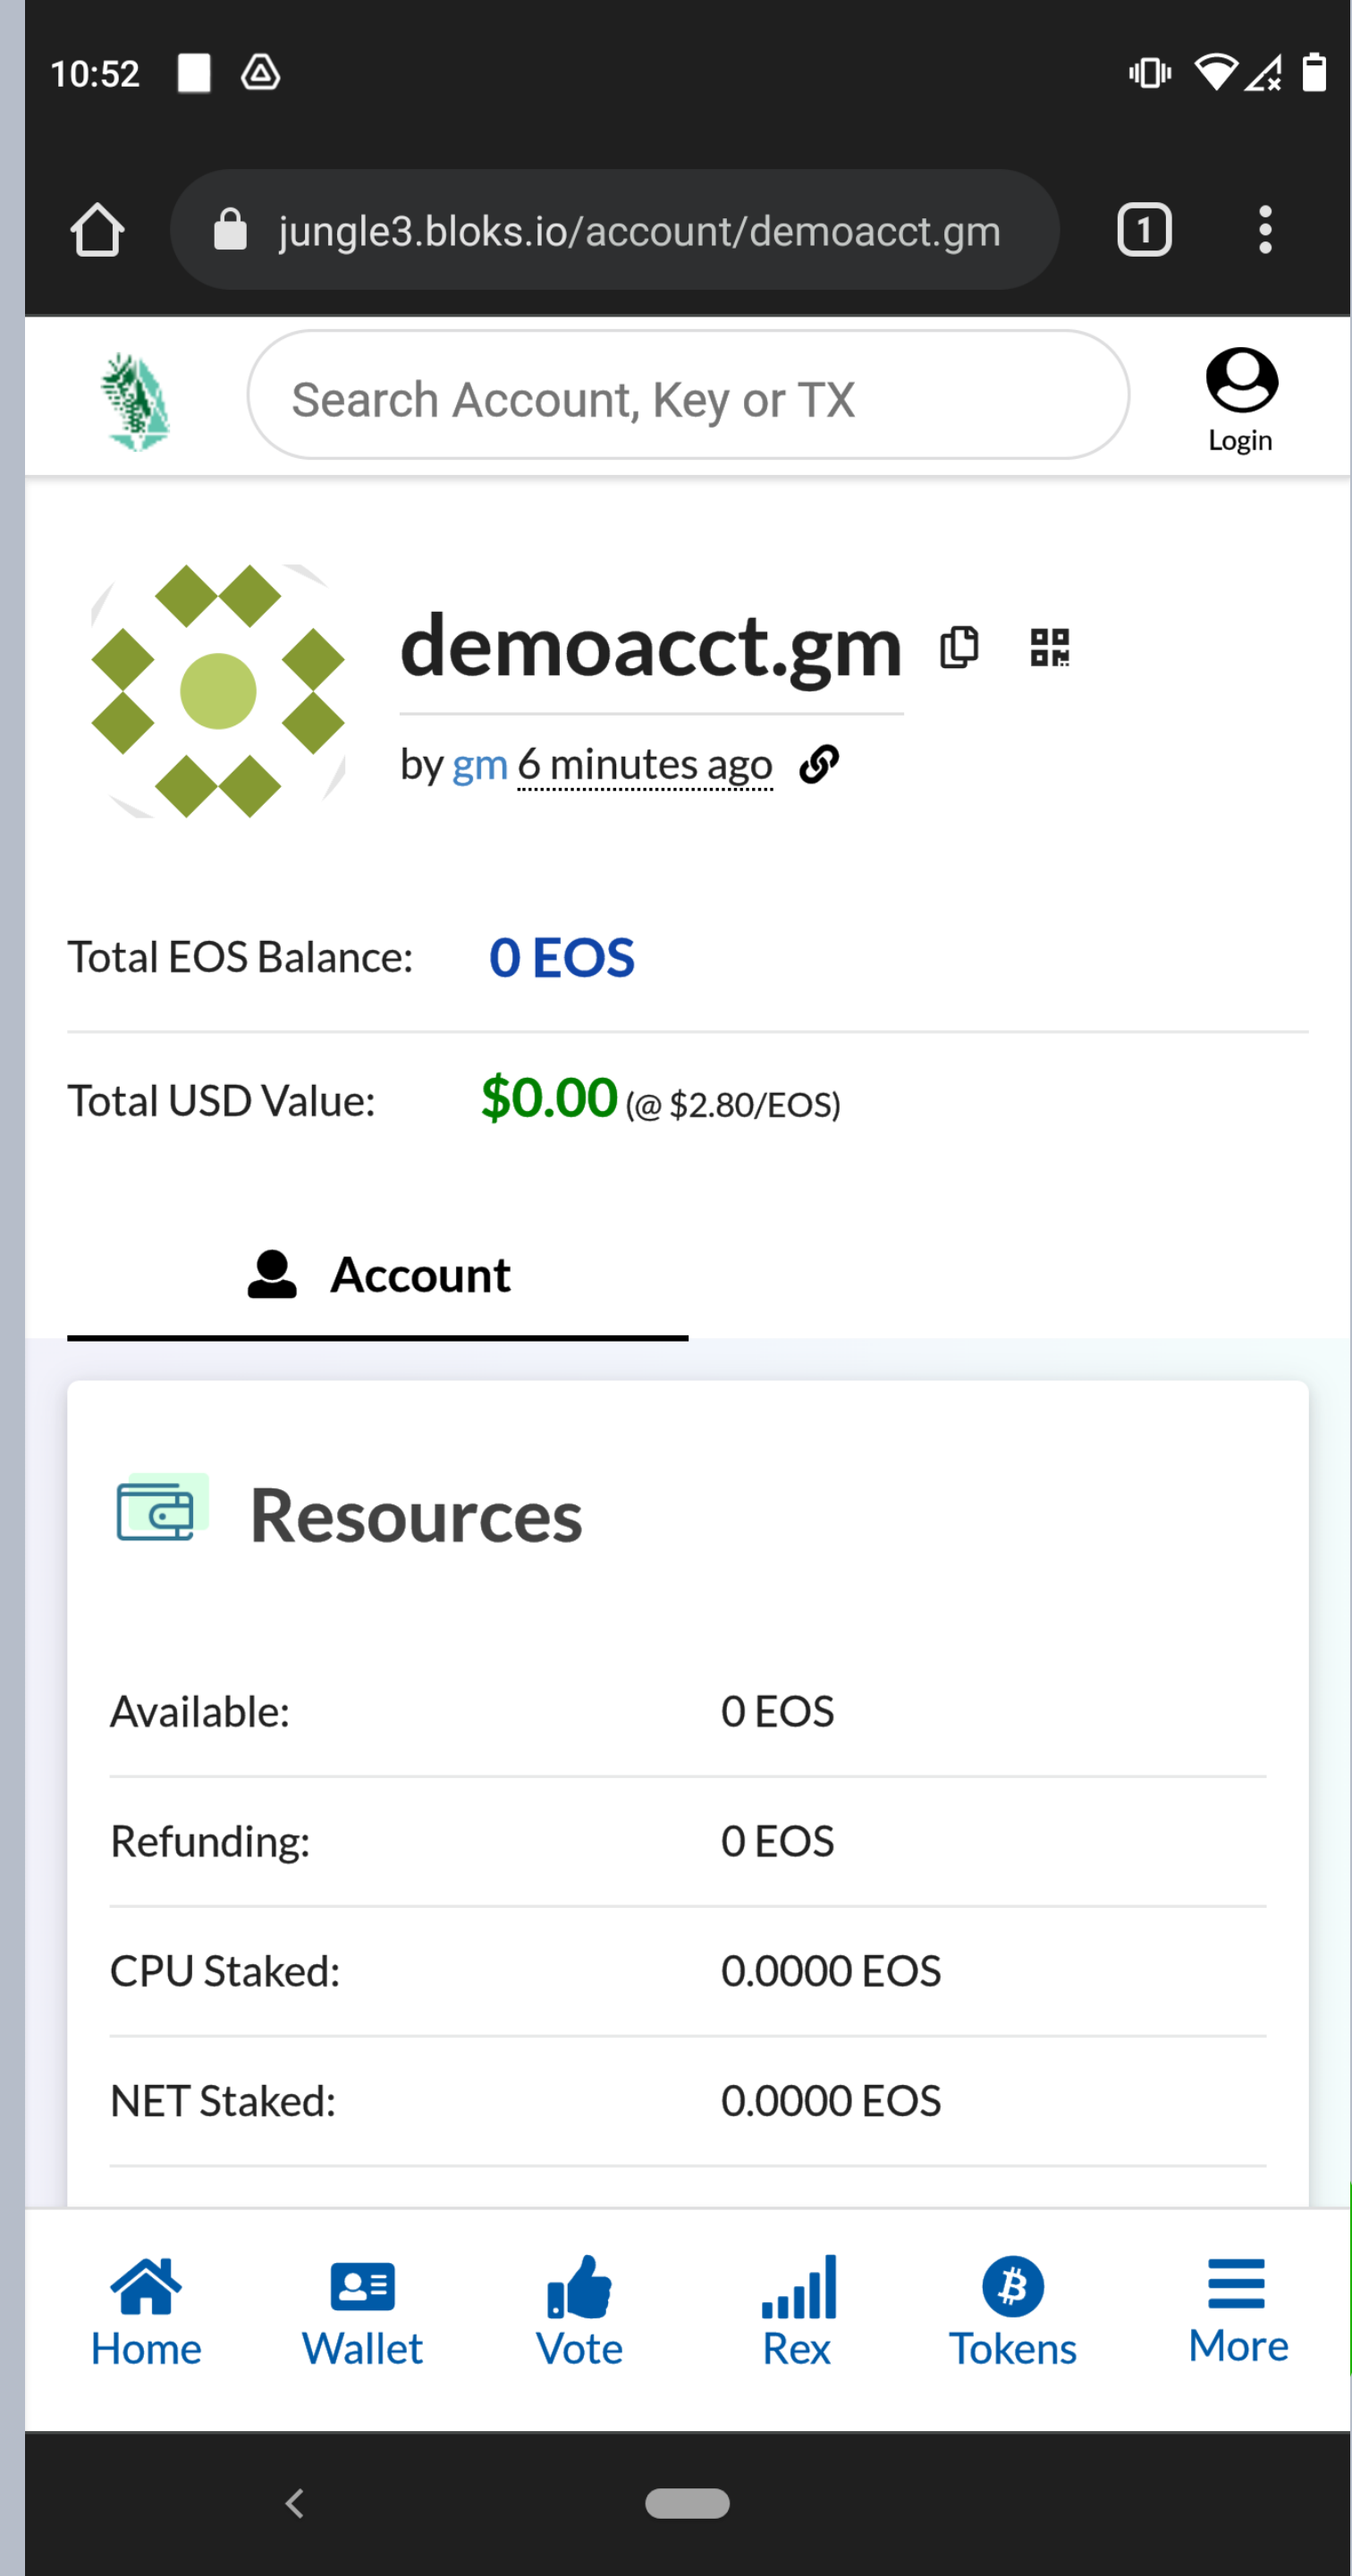 10:52
jungle3.bloks.io/account/demoacct.gm
1
Search Account, Key or TX
Login
demoacct.gm
by gm 6 minutes ago
Total EOS Balance: 0 EOS
Total USD Value: $0.00 (@ $2.80/EOS)
Account
Resources
Available: 0 EOS
Refunding: 0 EOS
CPU Staked: 0.0000 EOS
NET Staked: 0.0000 EOS
Home Wallet Vote Rex Tokens More